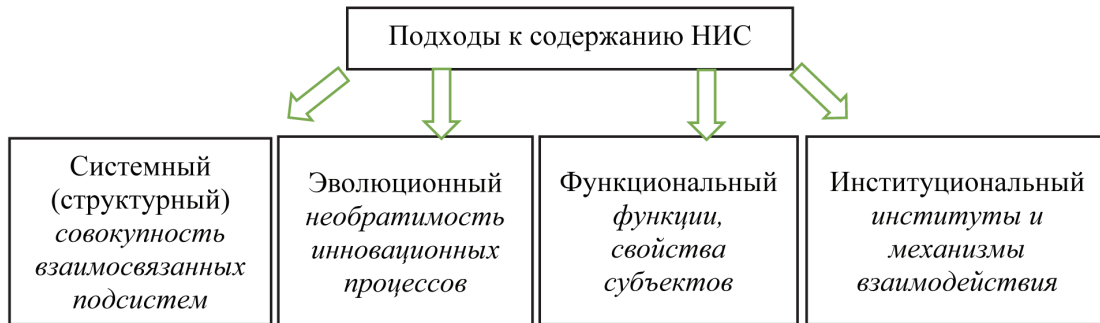 Подходы к содержанию НИС
Системный
(структурный)
совокупность
взаимосвязанных
подсистем
Эволюционный
необратимость
инновационных
процессов
Функциональный
функции,
свойства
субъектов
Институциональный
институты и
механизмы
взаимодействия